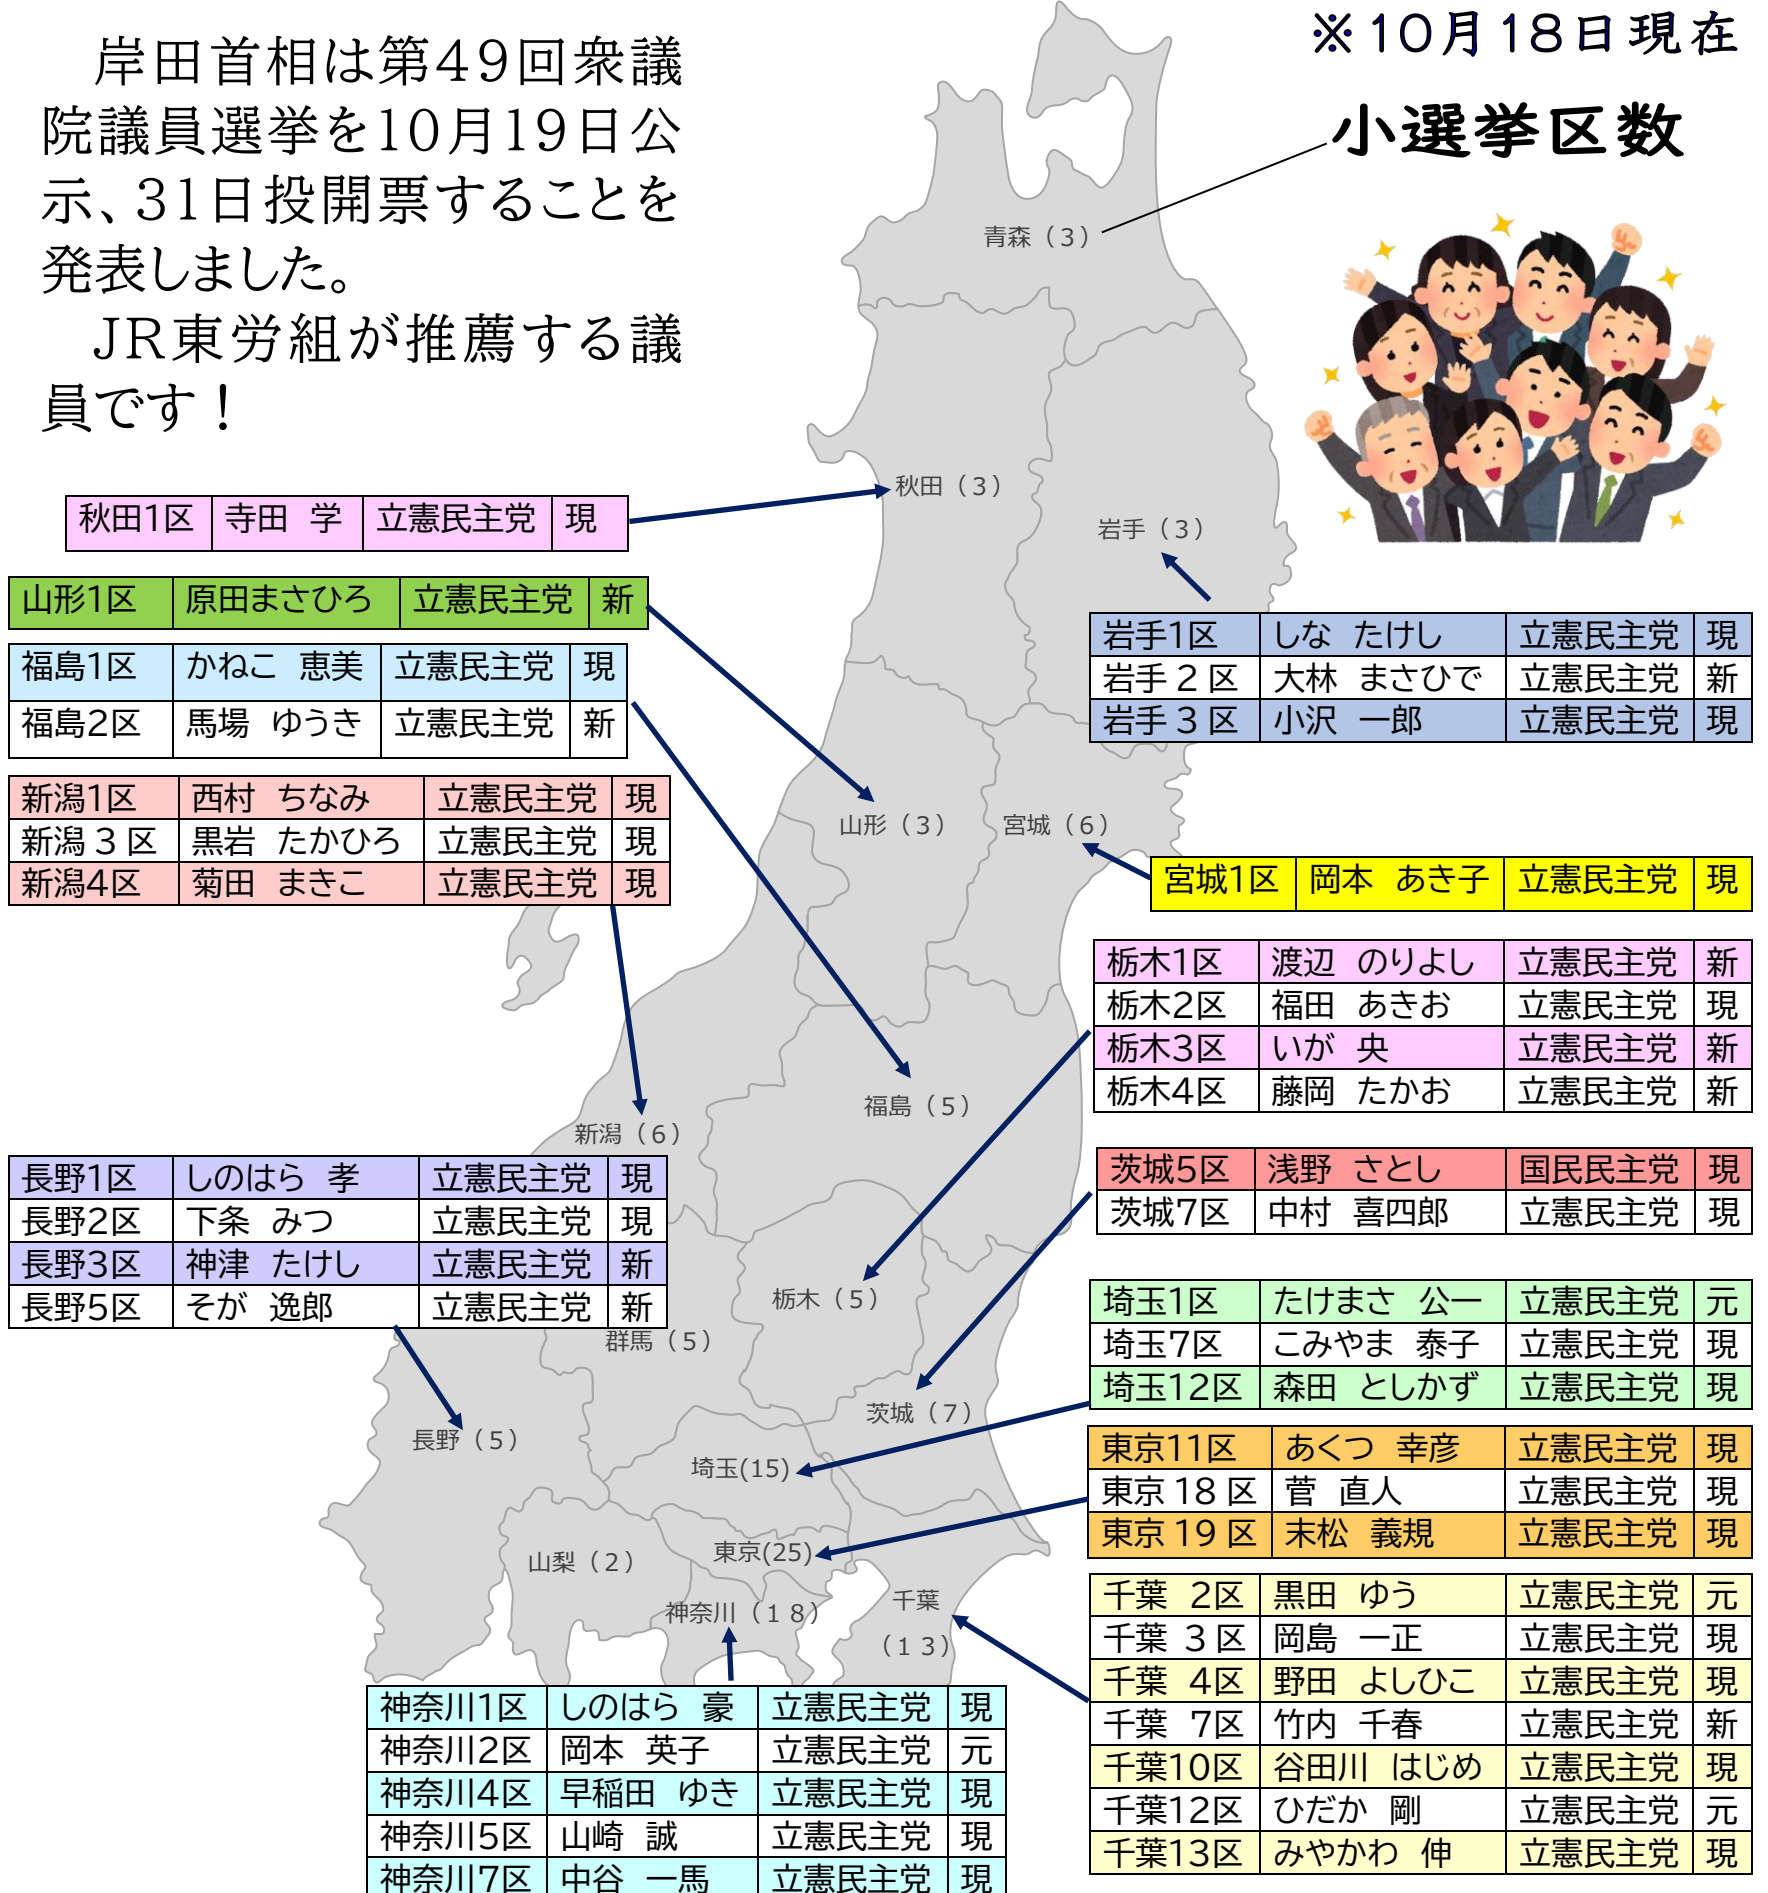 ※10月18日現在
岸田首相は第49回衆議
院議員選挙を10月19日公
示、31日投開票することを
発表しました。
JR東労組が推薦する議
員です！
小選挙区数
青森（3）
秋田（3）
岩手（3）
秋田1区 寺田 学 立憲民主党 現
山形1区 原田まさひろ 立憲民主党 新
福島1区 かねこ 恵美 立憲民主党 現
福島2区 馬場 ゆうき 立憲民主党 新
岩手1区 しな たけし 立憲民主党 現
岩手2区 大林 まさひで 立憲民主党 新
岩手3区 小沢 一郎 立憲民主党 現
新潟1区 西村 ちなみ 立憲民主党 現
新潟3区 黒岩 たかひろ 立憲民主党 現
新潟4区 菊田 まきこ 立憲民主党 現
山形（3）
宮城（6）
宮城1区 岡本 あき子 立憲民主党 現
栃木1区 渡辺 のりよし 立憲民主党 新
栃木2区 福田 あきお 立憲民主党 現
栃木3区 いが 央 立憲民主党 新
栃木4区 藤岡 たかお 立憲民主党 新
福島（5）
新潟（6）
長野1区 しのはら 孝 立憲民主党 現
長野2区 下条 みつ 立憲民主党 現
長野3区 神津 たけし 立憲民主党 新
長野5区 そが 逸郎 立憲民主党 新
茨城5区 浅野 さとし 国民民主党 現
茨城7区 中村 喜四郎 立憲民主党 現
栃木（5）
群馬（5）
埼玉1区 たけまさ 公一 立憲民主党 元
埼玉7区 こみやま 泰子 立憲民主党 現
埼玉12区 森田 としかず 立憲民主党 現
茨城（7）
長野（5）
埼玉(15)
東京11区 あくつ 幸彦 立憲民主党 現
東京18区 菅 直人 立憲民主党 現
東京19区 末松 義規 立憲民主党 現
東京(25)
山梨（2）
神奈川（18）
千葉
（13）
千葉 2区 黒田 ゆう 立憲民主党 元
千葉 3区 岡島 一正 立憲民主党 現
千葉 4区 野田 よしひこ 立憲民主党 現
千葉 7区 竹内 千春 立憲民主党 新
千葉10区 谷田川 はじめ 立憲民主党 現
千葉12区 ひだか 剛 立憲民主党 元
千葉13区 みやかわ 伸 立憲民主党 現
神奈川1区 しのはら 豪 立憲民主党 現
神奈川2区 岡本 英子 立憲民主党 元
神奈川4区 早稲田 ゆき 立憲民主党 現
神奈川5区 山崎 誠 立憲民主党 現
神奈川7区 中谷 一馬 立憲民主党 現